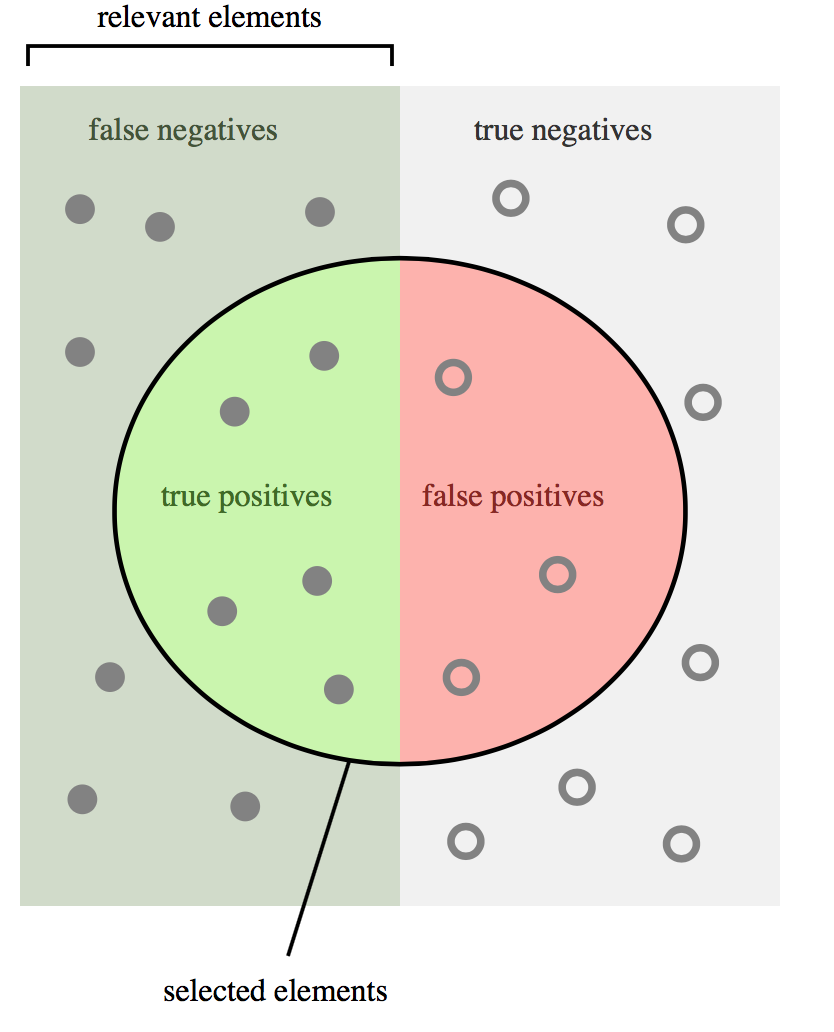 relevant elements
false negatives
true negatives
true positives
false positives
selected elements